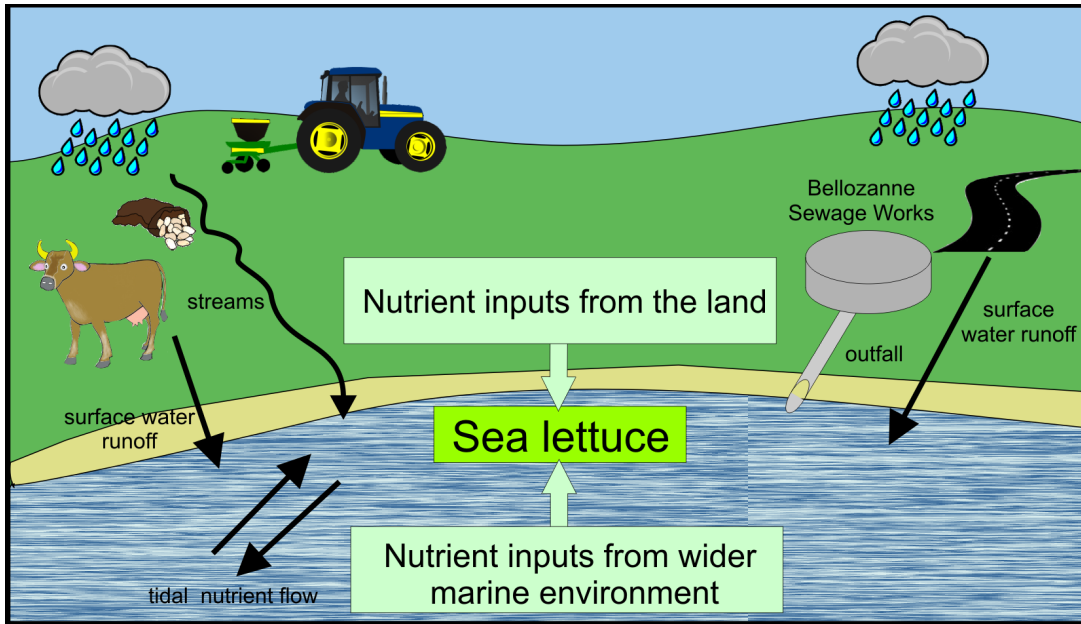 Bellozanne
Sewage Works
streams
Nutrient inputs from the land
surface
water runoff
outfall
surface water
runoff
Sea lettuce
Nutrient inputs from wider
marine environment
tidal nutrient flow